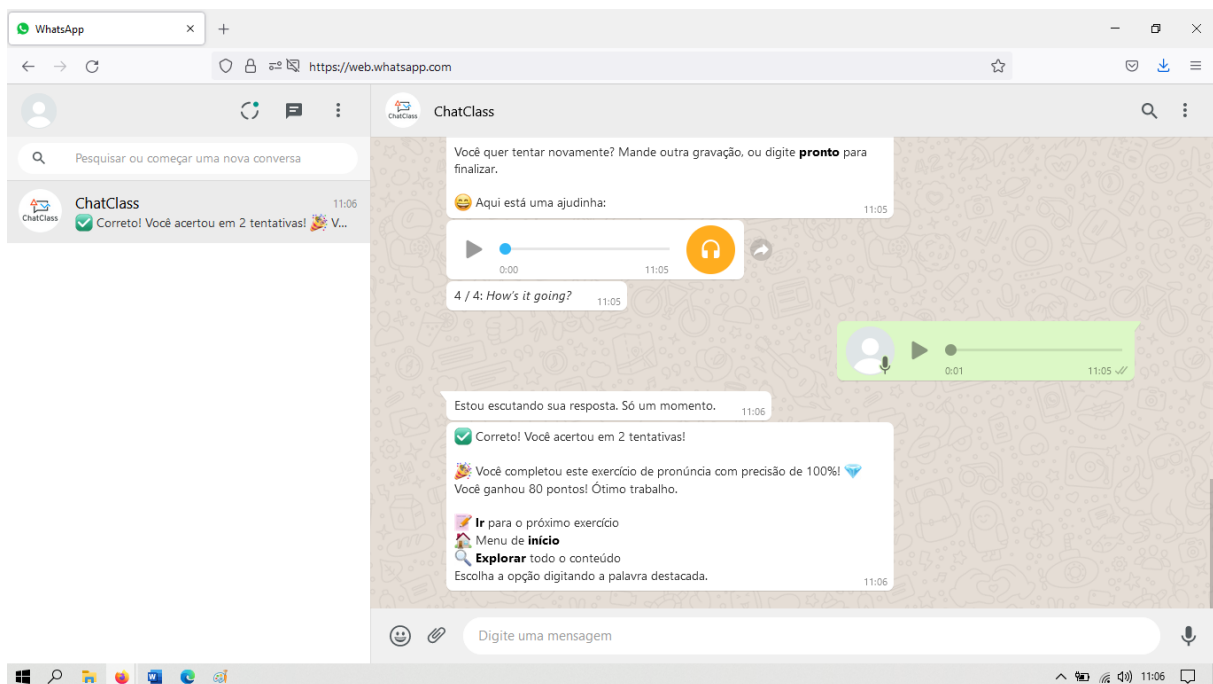 WhatsApp
https://web.whatsapp.com
ChatClass
ChatClass
Pesquisar ou começar uma nova conversa
ChatClass
ChatClass 11:06
✅ Correto! Você acertou em 2 tentativas! 🎉 V...
Você quer tentar novamente? Mande outra gravação, ou digite pronto para
finalizar.
😄 Aqui está uma ajudinha:
11:05
0:00 11:05
4 / 4: How's it going? 11:05
0:01 11:05
Estou escutando sua resposta. Só um momento. 11:06
✅ Correto! Você acertou em 2 tentativas!
🎉 Você completou este exercício de pronúncia com precisão de 100%! 💎
Você ganhou 80 pontos! Ótimo trabalho.
📝 Ir para o próximo exercício
🏠 Menu de início
🔍 Explorar todo o conteúdo
Escolha a opção digitando a palavra destacada. 11:06
Digite uma mensagem
11:06